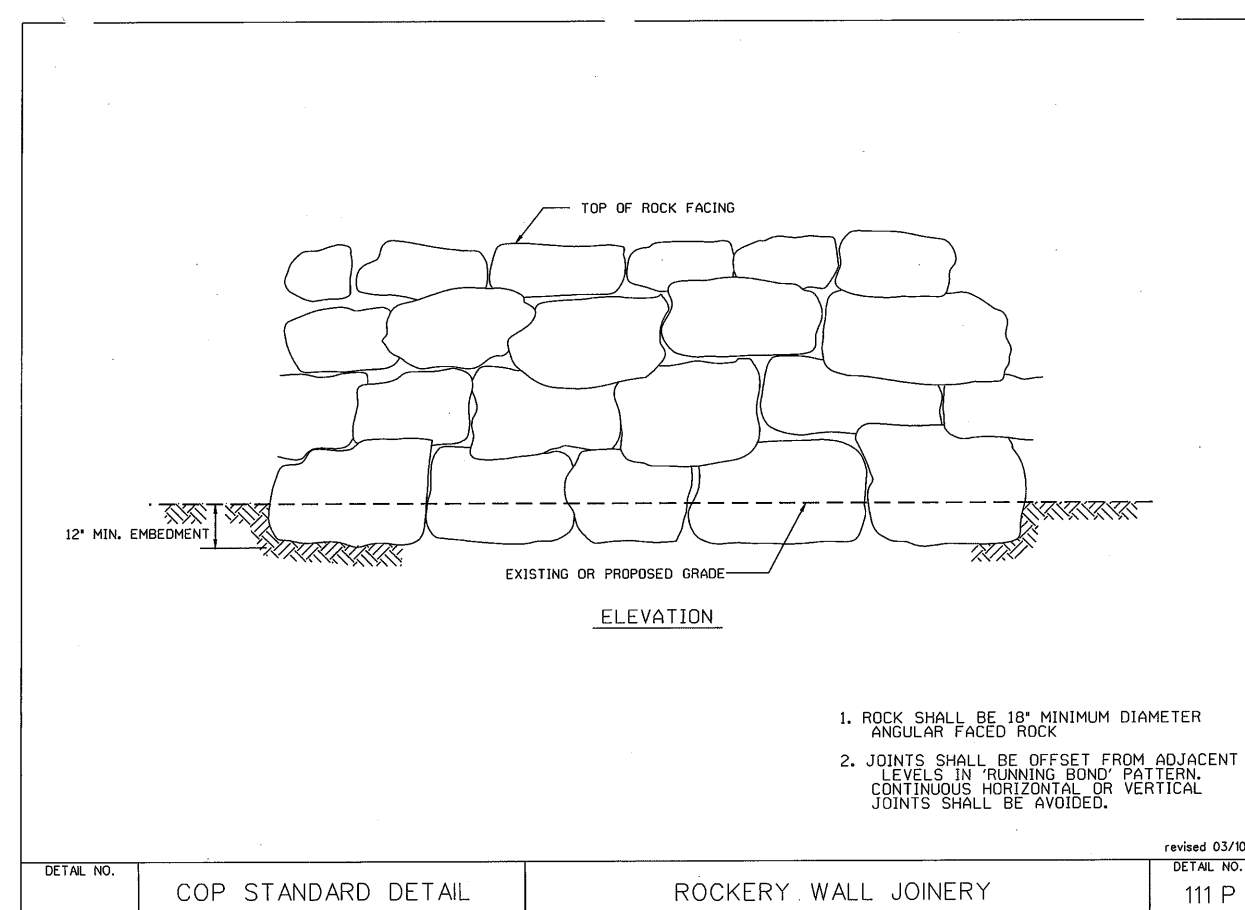 TOP OF ROCK FACING
12" MIN. EMBEDMENT
EXISTING OR PROPOSED GRADE
ELEVATION
1. ROCK SHALL BE 18" MINIMUM DIAMETER
ANGULAR FACED ROCK
2. JOINTS SHALL BE OFFSET FROM ADJACENT
LEVELS IN 'RUNNING BOND' PATTERN.
CONTINUOUS HORIZONTAL OR VERTICAL
JOINTS SHALL BE AVOIDED.
revised 03/10
DETAIL NO.
COP STANDARD DETAIL
ROCKERY WALL JOINERY
DETAIL NO.
111 P